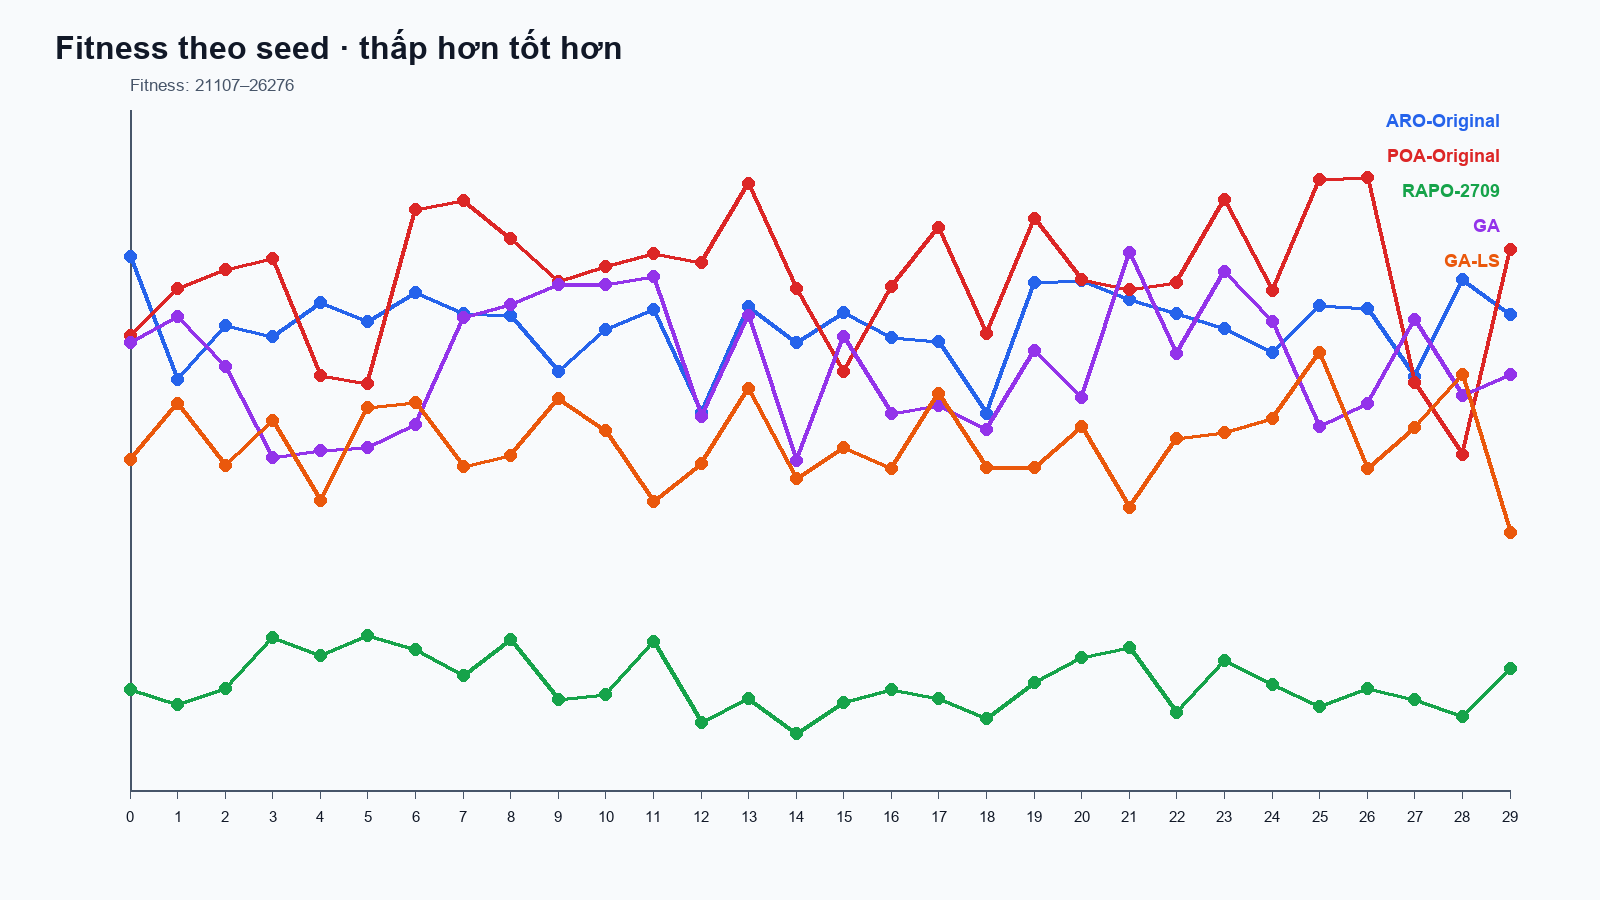 Fitness theo seed · thấp hơn tốt hơn
Fitness: 21107–26276
ARO-Original
POA-Original
RAPO-2709
GA
GA-LS
0 1 2 3 4 5 6 7 8 9 10 11 12 13 14 15 16 17 18 19 20 21 22 23 24 25 26 27 28 29